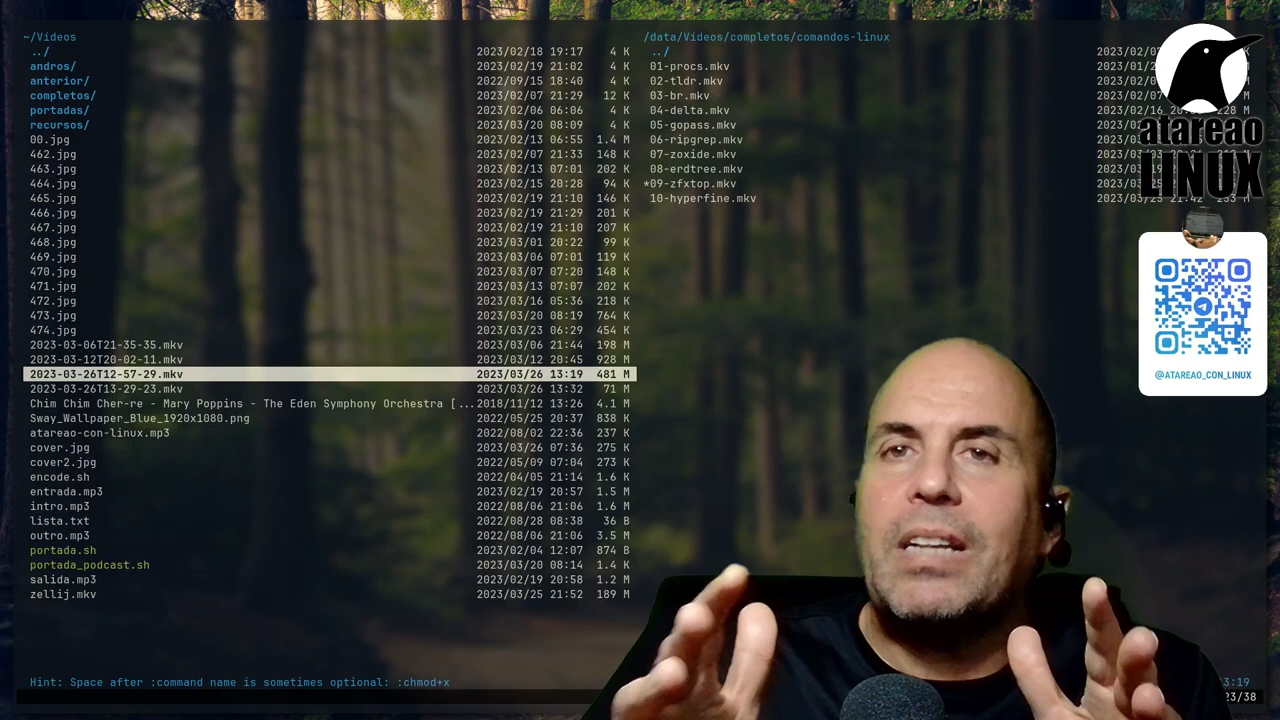 ~/Vídeos
../ 2023/02/18 19:17 4 K
andros/ 2023/02/19 21:02 4 K
anterior/ 2022/09/15 18:40 4 K
completos/ 2023/02/07 21:29 12 K
portadas/ 2023/02/06 06:06 4 K
recursos/ 2023/03/20 08:09 4 K
00.jpg 2023/02/13 06:55 1.4 M
462.jpg 2023/02/07 21:33 148 K
463.jpg 2023/02/13 07:01 202 K
464.jpg 2023/02/15 20:28 94 K
465.jpg 2023/02/19 21:10 146 K
466.jpg 2023/02/19 21:29 201 K
467.jpg 2023/02/19 21:10 207 K
468.jpg 2023/03/01 20:22 99 K
469.jpg 2023/03/06 07:01 119 K
470.jpg 2023/03/07 07:20 148 K
471.jpg 2023/03/13 07:07 202 K
472.jpg 2023/03/16 05:36 218 K
473.jpg 2023/03/20 08:19 764 K
474.jpg 2023/03/23 06:29 454 K
2023-03-06T21-35-35.mkv 2023/03/06 21:44 198 M
2023-03-12T20-02-11.mkv 2023/03/12 20:45 928 M
2023-03-26T12-57-29.mkv 2023/03/26 13:19 481 M
2023-03-26T13-29-23.mkv 2023/03/26 13:32 71 M
Chim Chim Cher-re - Mary Poppins - The Eden Symphony Orchestra [...2018/11/12 13:26 4.1 M
Sway_Wallpaper_Blue_1920x1080.png 2022/05/25 20:37 838 K
atareao-con-linux.mp3 2022/08/02 22:36 237 K
cover.jpg 2023/03/26 07:36 275 K
cover2.jpg 2022/05/09 07:04 273 K
encode.sh 2022/04/05 21:14 1.6 K
entrada.mp3 2023/02/19 20:57 1.5 M
intro.mp3 2022/08/06 21:06 1.6 M
lista.txt 2022/08/28 08:38 36 B
outro.mp3 2022/08/06 21:06 3.5 M
portada.sh 2023/02/04 12:07 874 B
portada_podcast.sh 2023/03/20 08:14 1.4 K
salida.mp3 2023/02/19 20:58 1.2 M
zellij.mkv 2023/03/25 21:52 189 M
/data/Vídeos/completos/comandos-linux
../
01-procs.mkv
02-tldr.mkv
03-br.mkv
04-delta.mkv
05-gopass.mkv
06-ripgrep.mkv
07-zoxide.mkv
08-erdtree.mkv
*09-zfxtop.mkv
10-hyperfine.mkv
atareao
LINUX
@ATAREAO_CON_LINUX
Hint: Space after :command name is sometimes optional: :chmod+x
3:19
23/38